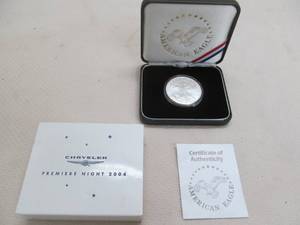 AMERICAN EAGLE
CHRYSLER
PREMIERE NIGHT 2004
Certificate of
Authenticity
AMERICAN EAGLE